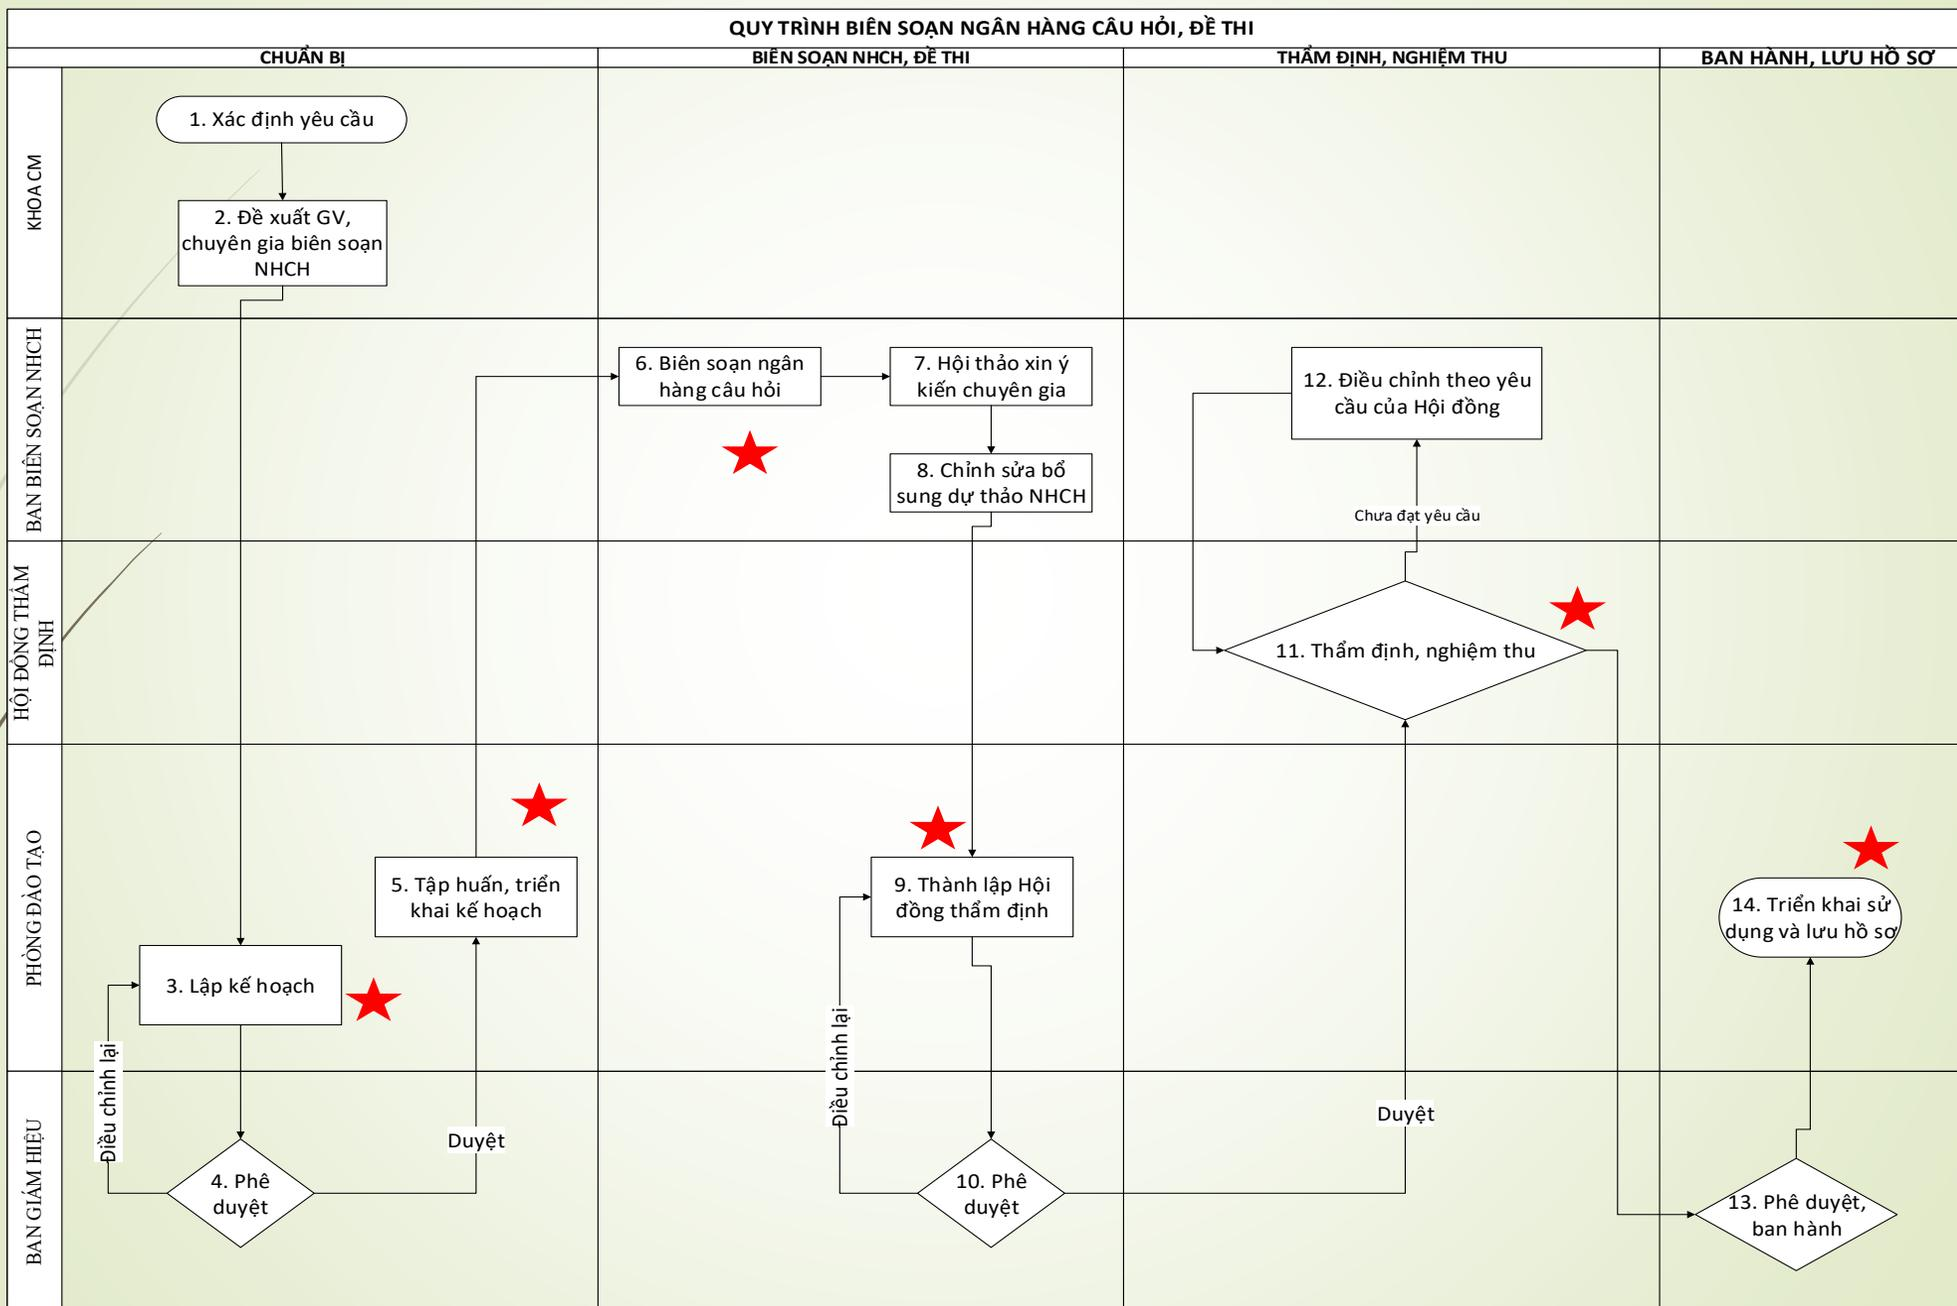 QUY TRÌNH BIÊN SOẠN NGÂN HÀNG CÂU HỎI, ĐỀ THI
CHUẨN BỊ
BIÊN SOẠN NHCH, ĐỀ THI
THẨM ĐỊNH, NGHIỆM THU
BAN HÀNH, LƯU HỒ SƠ
KHOA CM
1. Xác định yêu cầu
2. Đề xuất GV,
chuyên gia biên soạn
NHCH
BAN BIÊN SOẠN NHCH
6. Biên soạn ngân
hàng câu hỏi
7. Hội thảo xin ý
kiến chuyên gia
8. Chỉnh sửa bổ
sung dự thảo NHCH
12. Điều chỉnh theo yêu
cầu của Hội đồng
Chưa đạt yêu cầu
HỘI ĐỒNG THẨM
ĐỊNH
11. Thẩm định, nghiệm thu
PHÒNG ĐÀO TẠO
5. Tập huấn, triển
khai kế hoạch
3. Lập kế hoạch
9. Thành lập Hội
đồng thẩm định
14. Triển khai sử
dụng và lưu hồ sơ
Điều chỉnh lại
Điều chỉnh lại
BAN GIÁM HIỆU
4. Phê
duyệt
Duyệt
10. Phê
duyệt
Duyệt
13. Phê duyệt,
ban hành